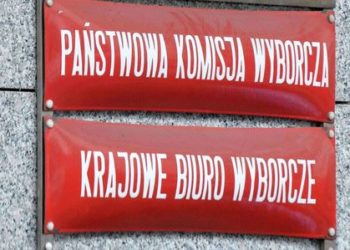 PAŃSTWOWA KOMISJA WYBORCZA
KRAJOWE BIURO WYBORCZE